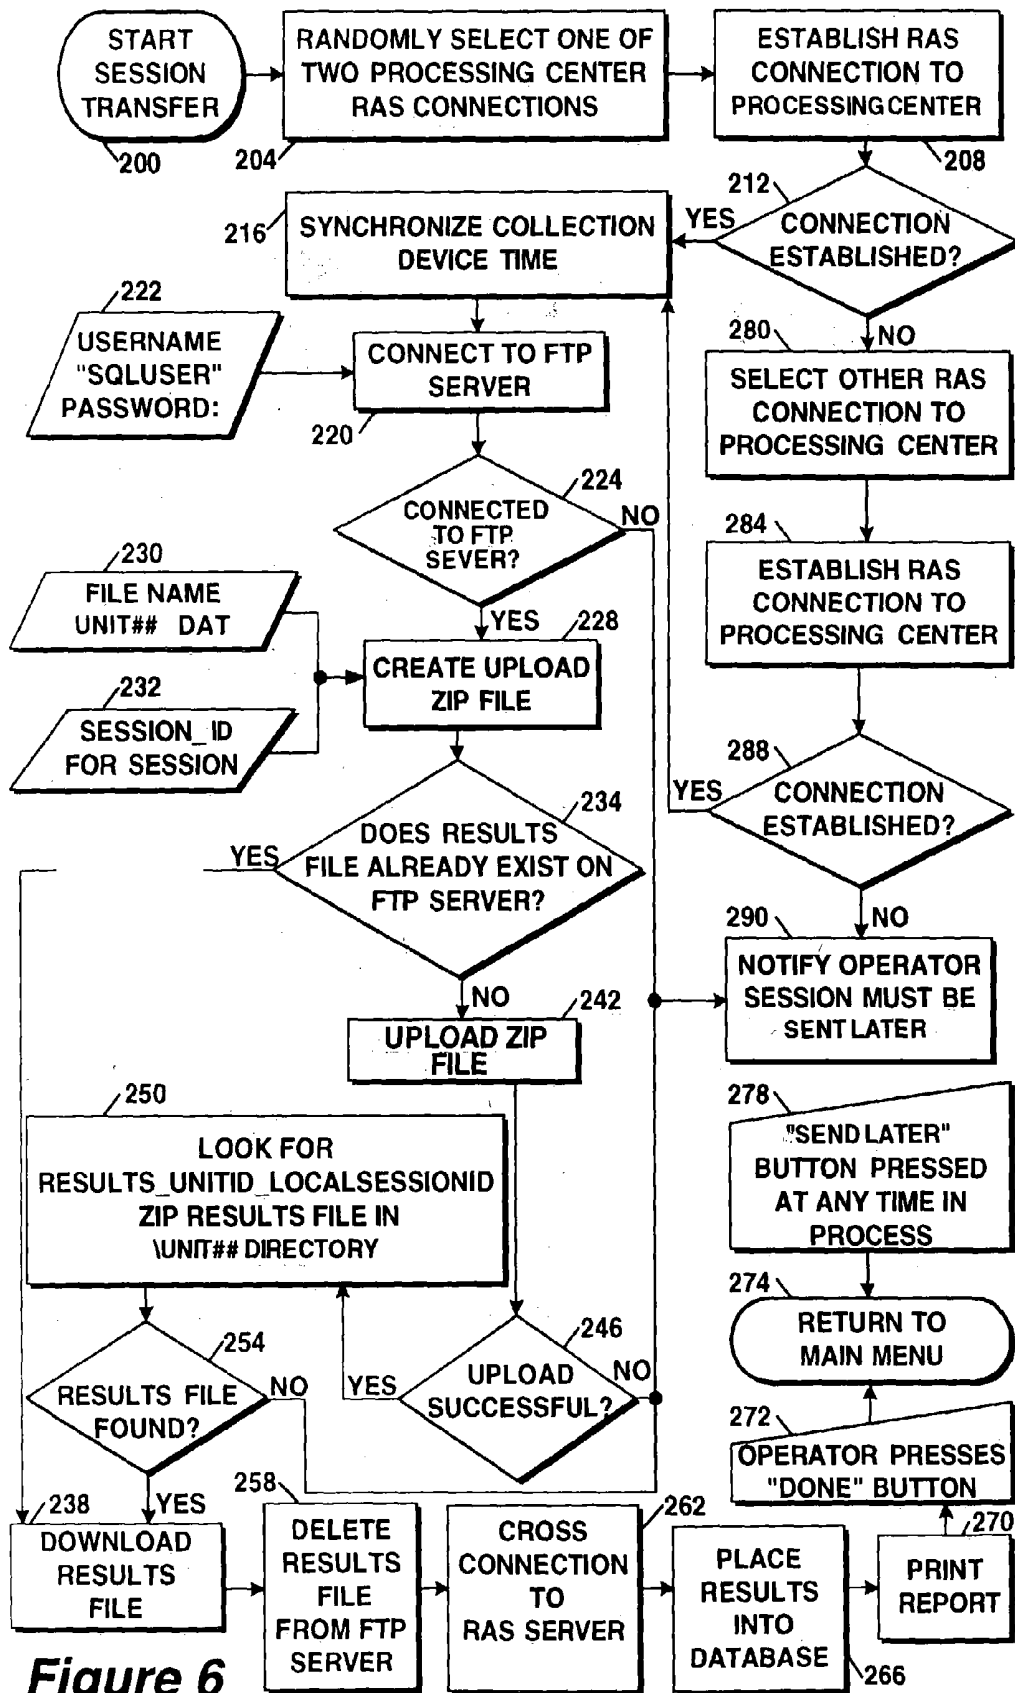 START
SESSION
TRANSFER
200
RANDOMLY SELECT ONE OF
TWO PROCESSING CENTER
RAS CONNECTIONS
204
ESTABLISH RAS
CONNECTION TO
PROCESSING CENTER
208
212
CONNECTION
ESTABLISHED?
YES
NO
216
SYNCHRONIZE COLLECTION
DEVICE TIME
222
USERNAME
"SQLUSER"
PASSWORD:
CONNECT TO FTP
SERVER
220
280
SELECT OTHER RAS
CONNECTION TO
PROCESSING CENTER
224
CONNECTED
TO FTP
SEVER?
NO
YES
284
ESTABLISH RAS
CONNECTION TO
PROCESSING CENTER
230
FILE NAME
UNIT## DAT
228
CREATE UPLOAD
ZIP FILE
232
SESSION_ID
FOR SESSION
288
CONNECTION
ESTABLISHED?
YES
NO
234
DOES RESULTS
FILE ALREADY EXIST ON
FTP SERVER?
YES
NO
290
NOTIFY OPERATOR
SESSION MUST BE
SENT LATER
242
UPLOAD ZIP
FILE
250
LOOK FOR
RESULTS_UNITID_LOCALSESSIONID
ZIP RESULTS FILE IN
\UNIT## DIRECTORY
278
"SEND LATER"
BUTTON PRESSED
AT ANY TIME IN
PROCESS
274
RETURN TO
MAIN MENU
254
RESULTS FILE
FOUND?
NO
YES
246
UPLOAD
SUCCESSFUL?
YES
NO
272
OPERATOR PRESSES
"DONE" BUTTON
238
DOWNLOAD
RESULTS
FILE
258
DELETE
RESULTS
FILE
FROM FTP
SERVER
262
CROSS
CONNECTION
TO
RAS SERVER
PLACE
RESULTS
INTO
DATABASE
266
270
PRINT
REPORT
Figure 6